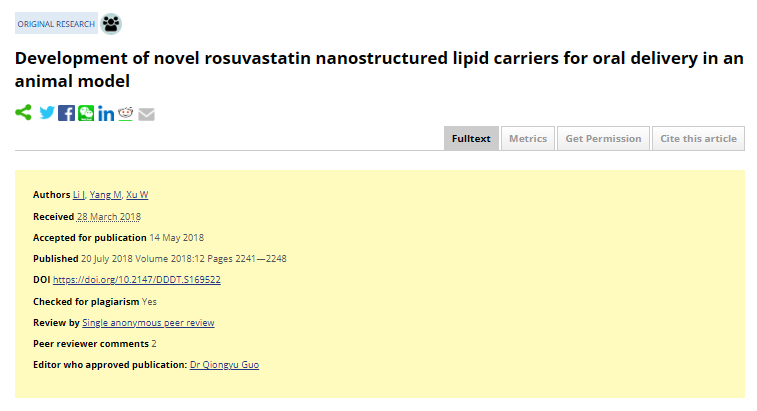 ORIGINAL RESEARCH
Development of novel rosuvastatin nanostructured lipid carriers for oral delivery in an
animal model
in
Fulltext Metrics Get Permission Cite this article
Authors Li J, Yang M, Xu W
Received 28 March 2018
Accepted for publication 14 May 2018
Published 20 July 2018 Volume 2018:12 Pages 2241—2248
DOI https://doi.org/10.2147/DDDT.S169522
Checked for plagiarism Yes
Review by Single anonymous peer review
Peer reviewer comments 2
Editor who approved publication: Dr Qiongyu Guo